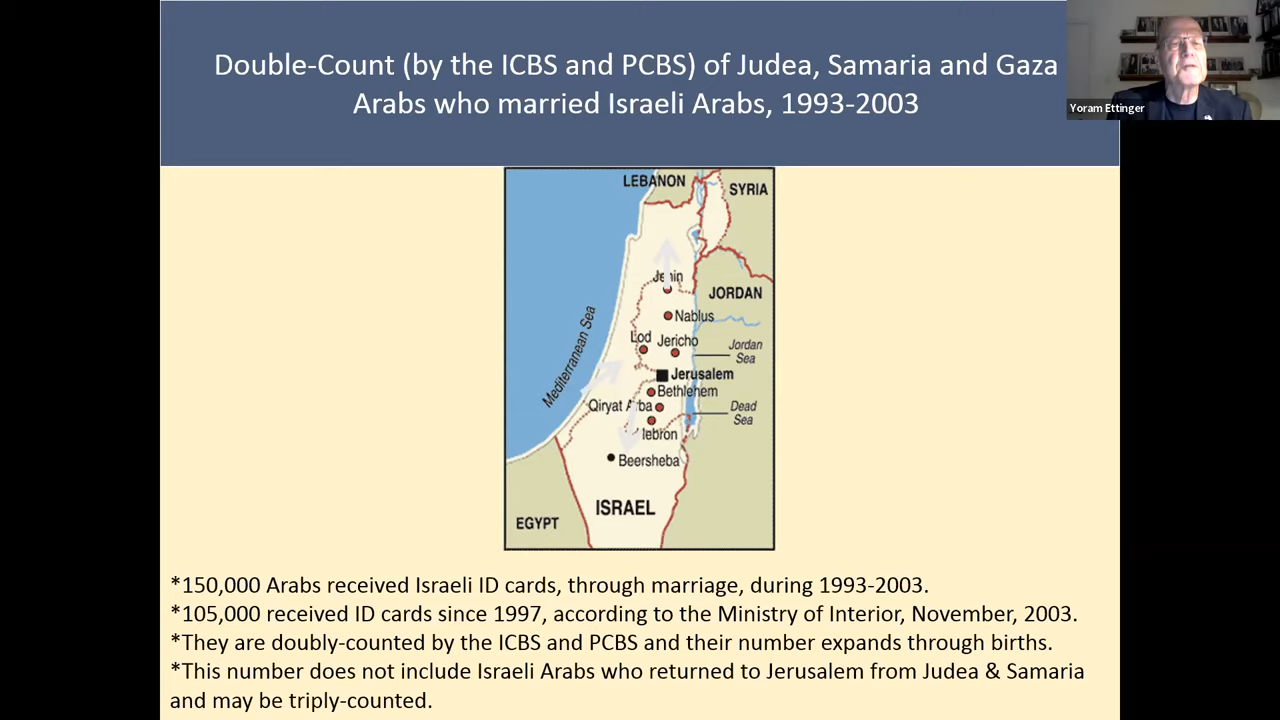 Double-Count (by the ICBS and PCBS) of Judea, Samaria and Gaza
Arabs who married Israeli Arabs, 1993-2003
Yoram Ettinger
LEBANON
SYRIA
Jenin
JORDAN
Nablus
Mediterranean Sea
Lod
Jericho
Jordan
Sea
Jerusalem
Bethlehem
Qiryat Arba
Dead
Sea
Hebron
Beersheba
ISRAEL
EGYPT
*150,000 Arabs received Israeli ID cards, through marriage, during 1993-2003.
*105,000 received ID cards since 1997, according to the Ministry of Interior, November, 2003.
*They are doubly-counted by the ICBS and PCBS and their number expands through births.
*This number does not include Israeli Arabs who returned to Jerusalem from Judea & Samaria
and may be triply-counted.